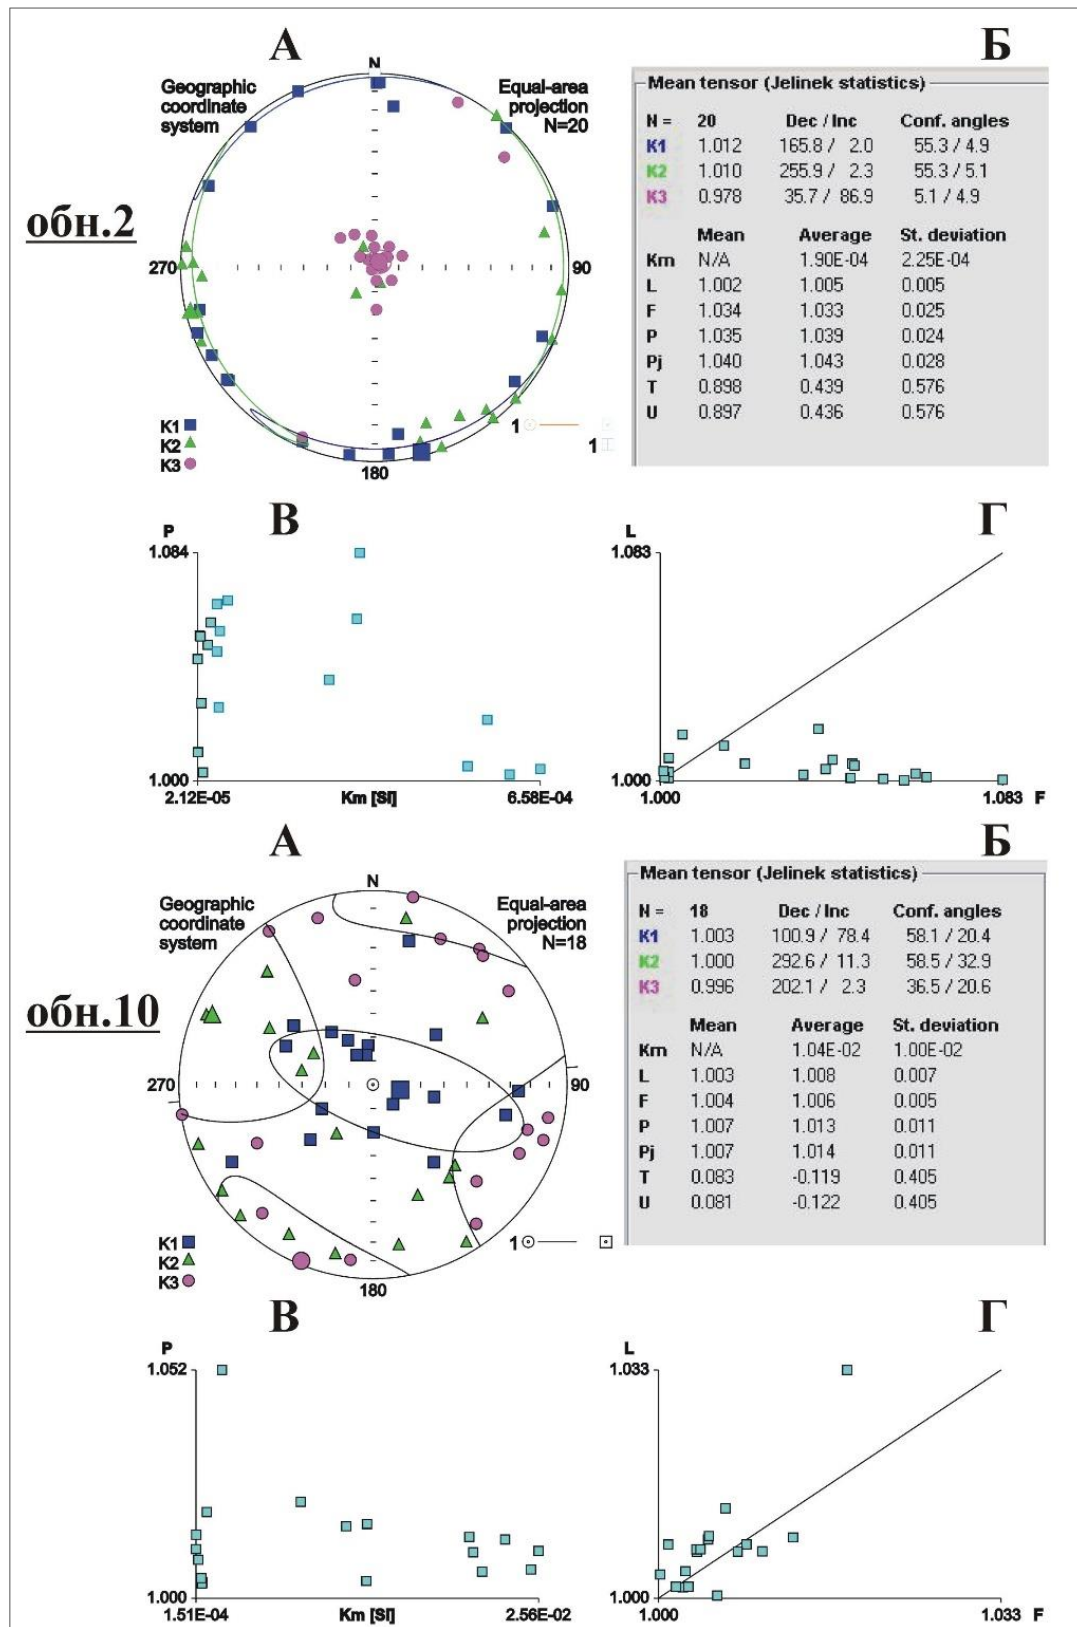 А
Б
N
Geographic
coordinate
system
Equal-area
projection
N=20
обн.2
270
90
K1
K2
K3
1
1
180
Mean tensor (Jelinek statistics)
N = 20 Dec / Inc Conf. angles
K1 1.012 165.8 / 2.0 55.3 / 4.9
K2 1.010 255.9 / 2.3 55.3 / 5.1
K3 0.978 35.7 / 86.9 5.1 / 4.9
Mean Average St. deviation
Km N/A 1.90E-04 2.25E-04
L 1.002 1.005 0.005
F 1.034 1.033 0.025
P 1.035 1.039 0.024
Pj 1.040 1.043 0.028
T 0.898 0.439 0.576
U 0.897 0.436 0.576
В
P
1.084
1.000
2.12E-05 Km [SI] 6.58E-04
Г
L
1.083
1.000
1.000 1.083 F
А
Б
N
Geographic
coordinate
system
Equal-area
projection
N=18
обн.10
270
90
K1
K2
K3
1
180
Mean tensor (Jelinek statistics)
N = 18 Dec / Inc Conf. angles
K1 1.003 100.9 / 78.4 58.1 / 20.4
K2 1.000 292.6 / 11.3 58.5 / 32.9
K3 0.996 202.1 / 2.3 36.5 / 20.6
Mean Average St. deviation
Km N/A 1.04E-02 1.00E-02
L 1.003 1.008 0.007
F 1.004 1.006 0.005
P 1.007 1.013 0.011
Pj 1.007 1.014 0.011
T 0.083 -0.119 0.405
U 0.081 -0.122 0.405
В
P
1.052
1.000
1.51E-04 Km [SI] 2.56E-02
Г
L
1.033
1.000
1.000 1.033 F